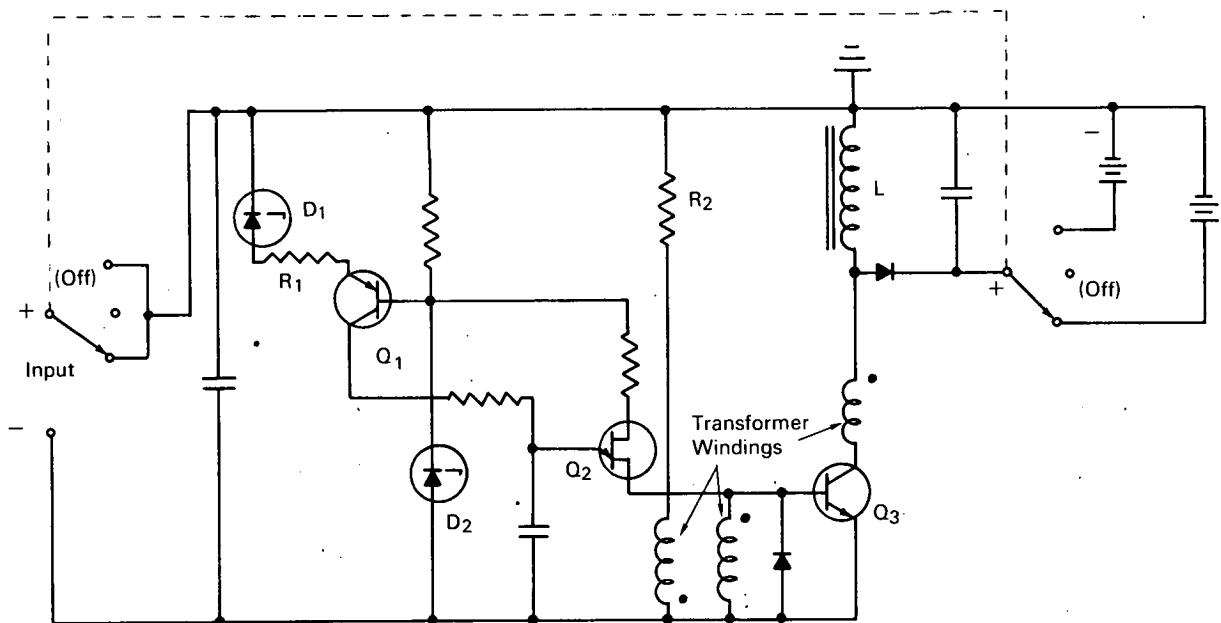 D1
R1
(Off)
+
Input
−
Q1
D2
R2
Q2
Transformer
Windings
Q3
L
+
−
(Off)